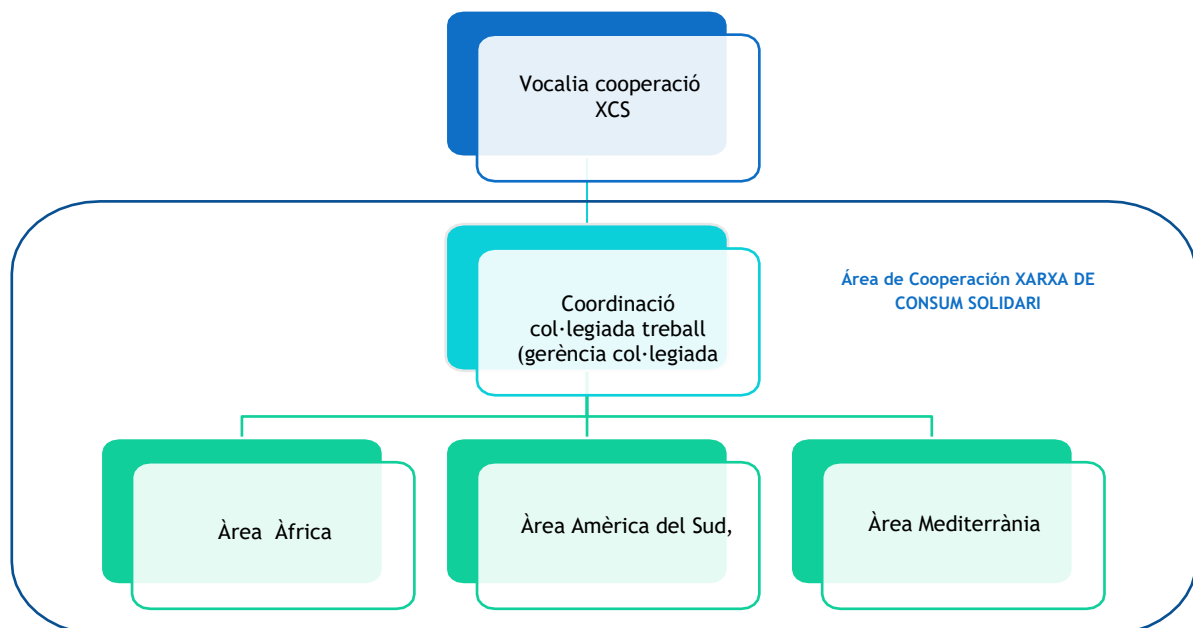 Vocalia cooperació
XCS
Coordinació
col·legiada treball
(gerència col·legiada
Área de Cooperación XARXA DE
CONSUM SOLIDARI
Àrea  Àfrica
Àrea Amèrica del Sud,
Àrea Mediterrània